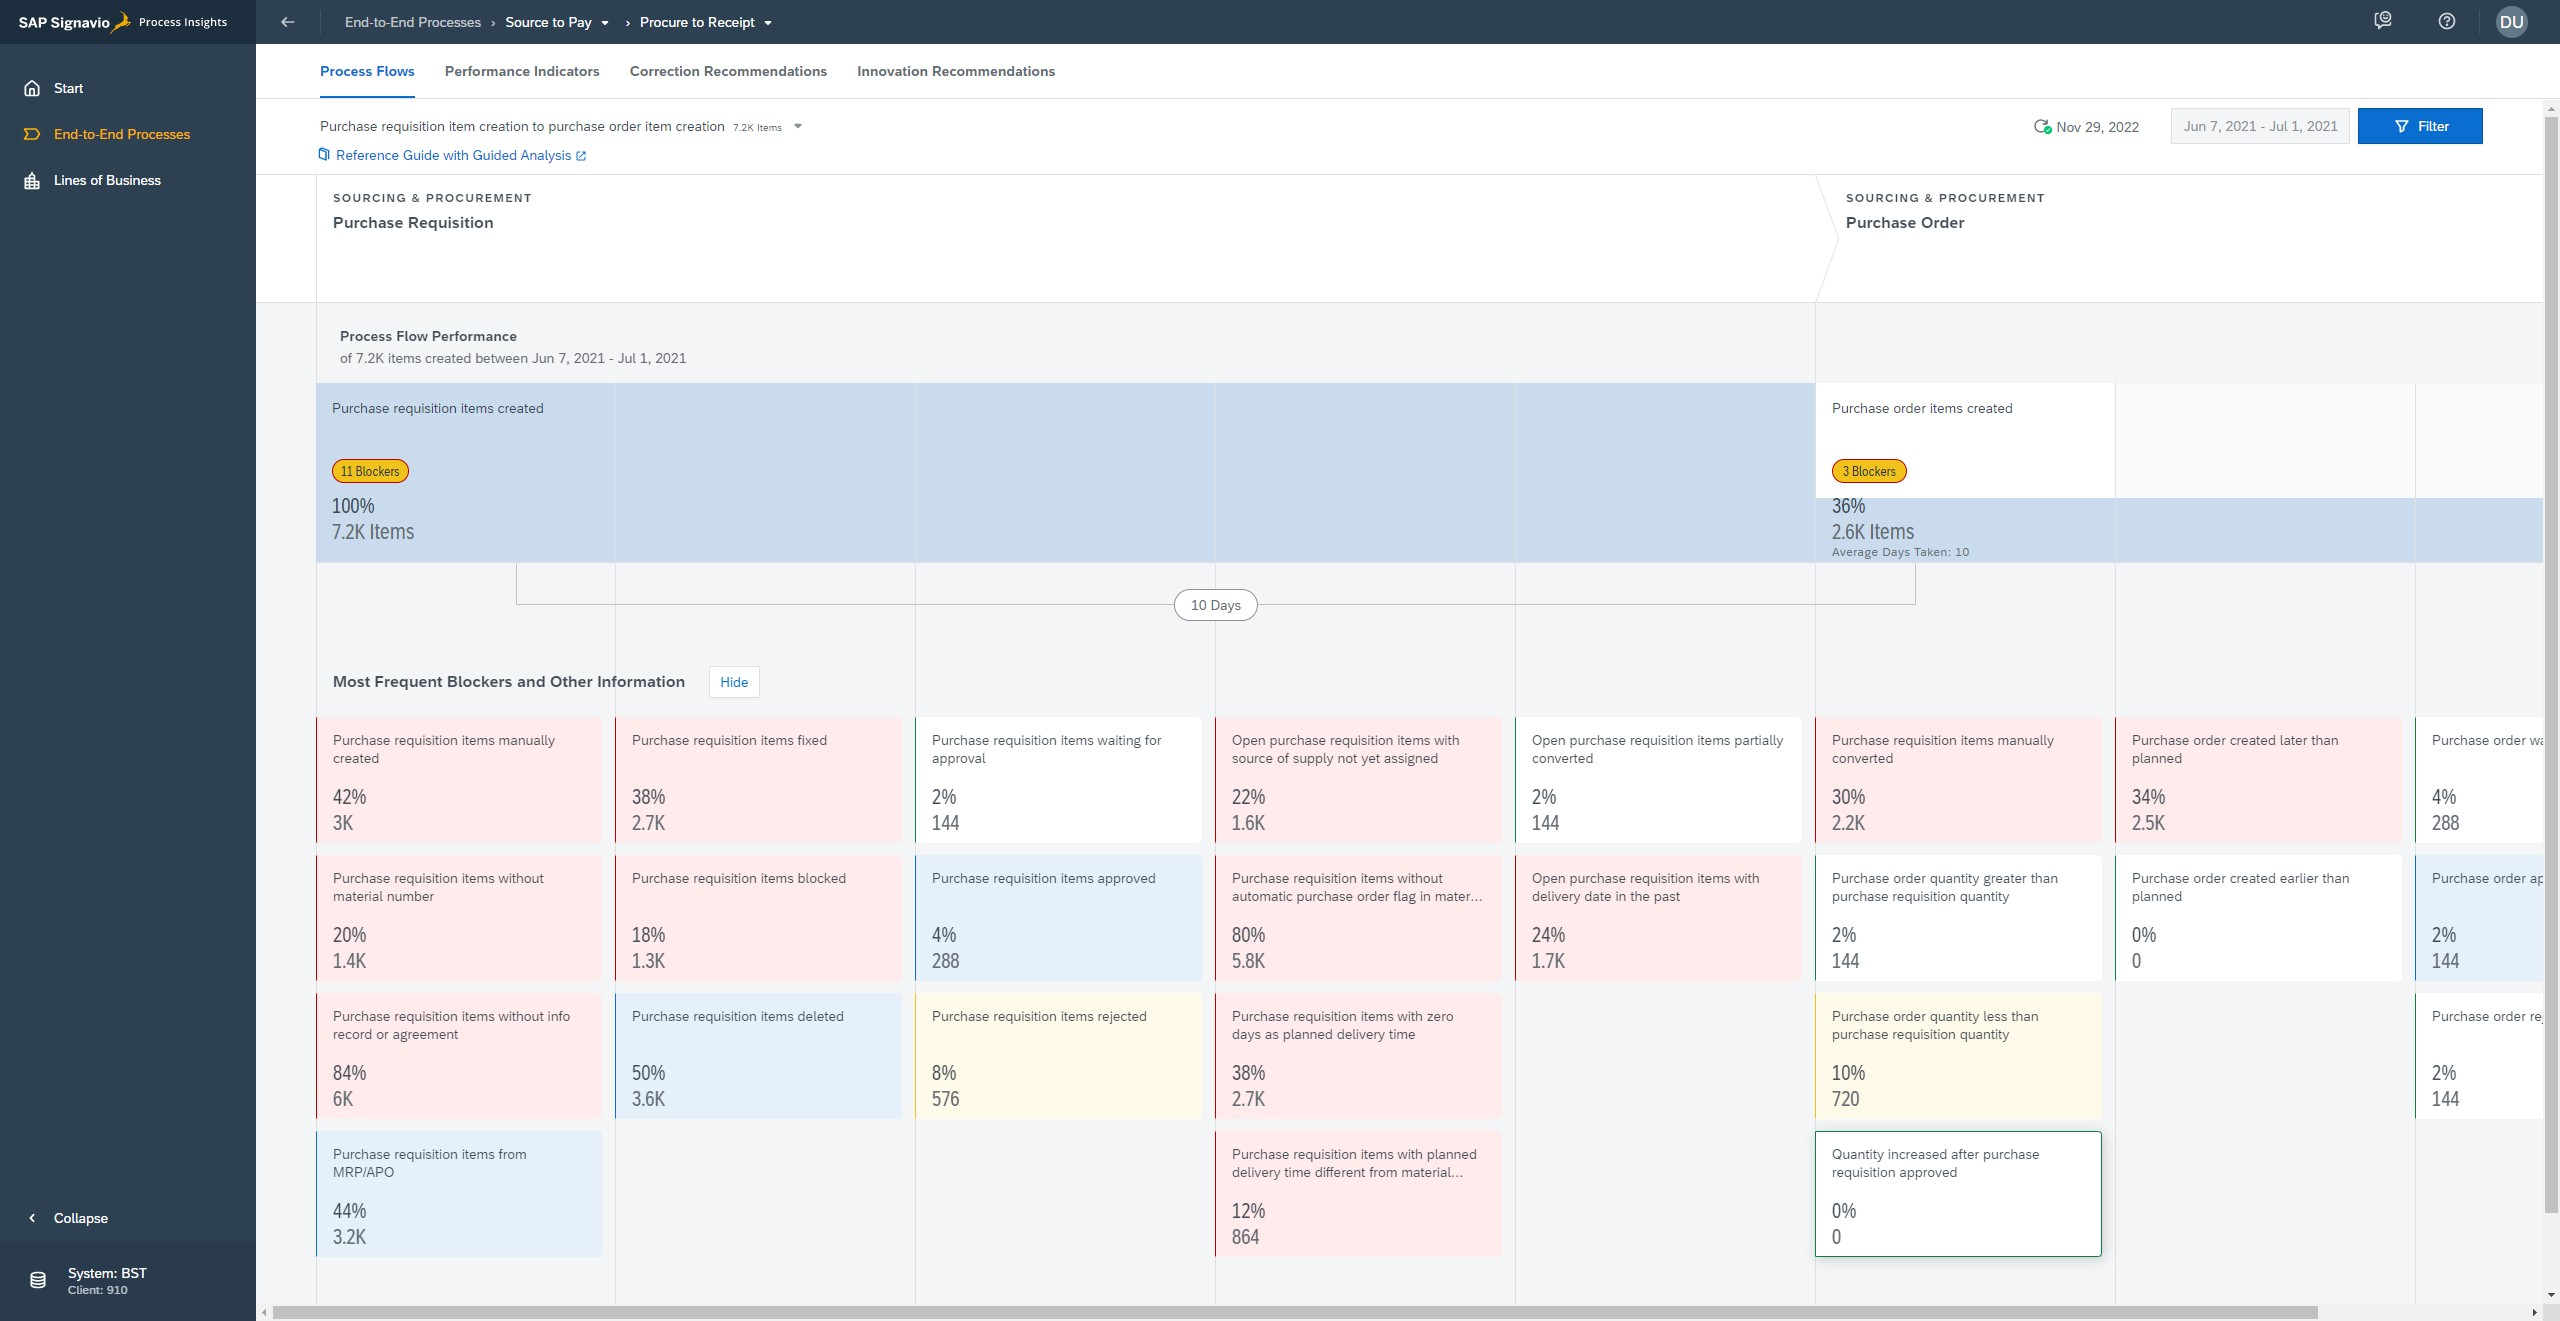 SAP Signavio Process Insights
End-to-End Processes › Source to Pay › Procure to Receipt
DU
Start
End-to-End Processes
Lines of Business
Collapse
System: BST
Client: 910
Process Flows Performance Indicators Correction Recommendations Innovation Recommendations
Purchase requisition item creation to purchase order item creation 7.2K Items
Reference Guide with Guided Analysis
Nov 29, 2022
Jun 7, 2021 - Jul 1, 2021
Filter
SOURCING & PROCUREMENT
Purchase Requisition
SOURCING & PROCUREMENT
Purchase Order
Process Flow Performance
of 7.2K items created between Jun 7, 2021 - Jul 1, 2021
Purchase requisition items created
11 Blockers
100%
7.2K Items
Purchase order items created
3 Blockers
36%
2.6K Items
Average Days Taken: 10
10 Days
Most Frequent Blockers and Other Information
Hide
Purchase requisition items manually
created
42%
3K
Purchase requisition items fixed
38%
2.7K
Purchase requisition items waiting for
approval
2%
144
Open purchase requisition items with
source of supply not yet assigned
22%
1.6K
Open purchase requisition items partially
converted
2%
144
Purchase requisition items manually
converted
30%
2.2K
Purchase order created later than
planned
34%
2.5K
Purchase order wa
4%
288
Purchase requisition items without
material number
20%
1.4K
Purchase requisition items blocked
18%
1.3K
Purchase requisition items approved
4%
288
Purchase requisition items without
automatic purchase order flag in mater...
80%
5.8K
Open purchase requisition items with
delivery date in the past
24%
1.7K
Purchase order quantity greater than
purchase requisition quantity
2%
144
Purchase order created earlier than
planned
0%
0
Purchase order ap
2%
144
Purchase requisition items without info
record or agreement
84%
6K
Purchase requisition items deleted
50%
3.6K
Purchase requisition items rejected
8%
576
Purchase requisition items with zero
days as planned delivery time
38%
2.7K
Purchase order quantity less than
purchase requisition quantity
10%
720
Purchase order re
2%
144
Purchase requisition items from
MRP/APO
44%
3.2K
Purchase requisition items with planned
delivery time different from material...
12%
864
Quantity increased after purchase
requisition approved
0%
0